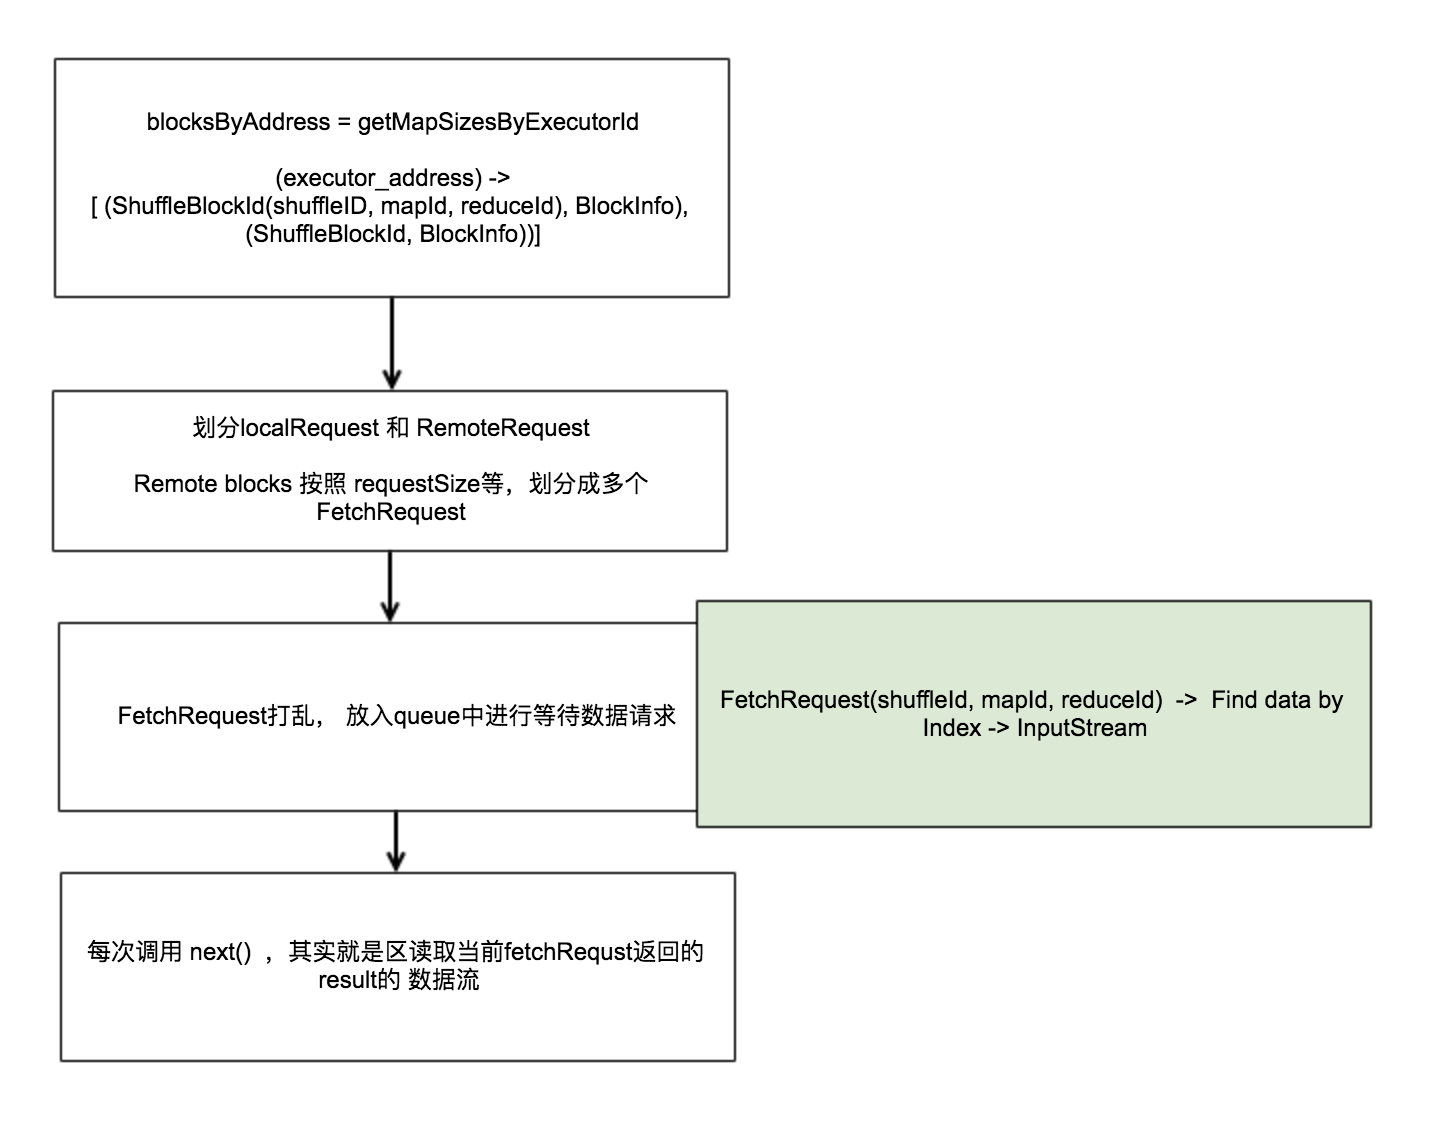 blocksByAddress = getMapSizesByExecutorId
(executor_address) ->
[ (ShuffleBlockId(shuffleID, mapId, reduceId), BlockInfo),
(ShuffleBlockId, BlockInfo))]
划分localRequest 和 RemoteRequest
Remote blocks 按照 requestSize等，划分成多个
FetchRequest
FetchRequest打乱， 放入queue中进行等待数据请求
FetchRequest(shuffleId, mapId, reduceId) -> Find data by
Index -> InputStream
每次调用 next() ，其实就是区读取当前fetchRequst返回的
result的 数据流